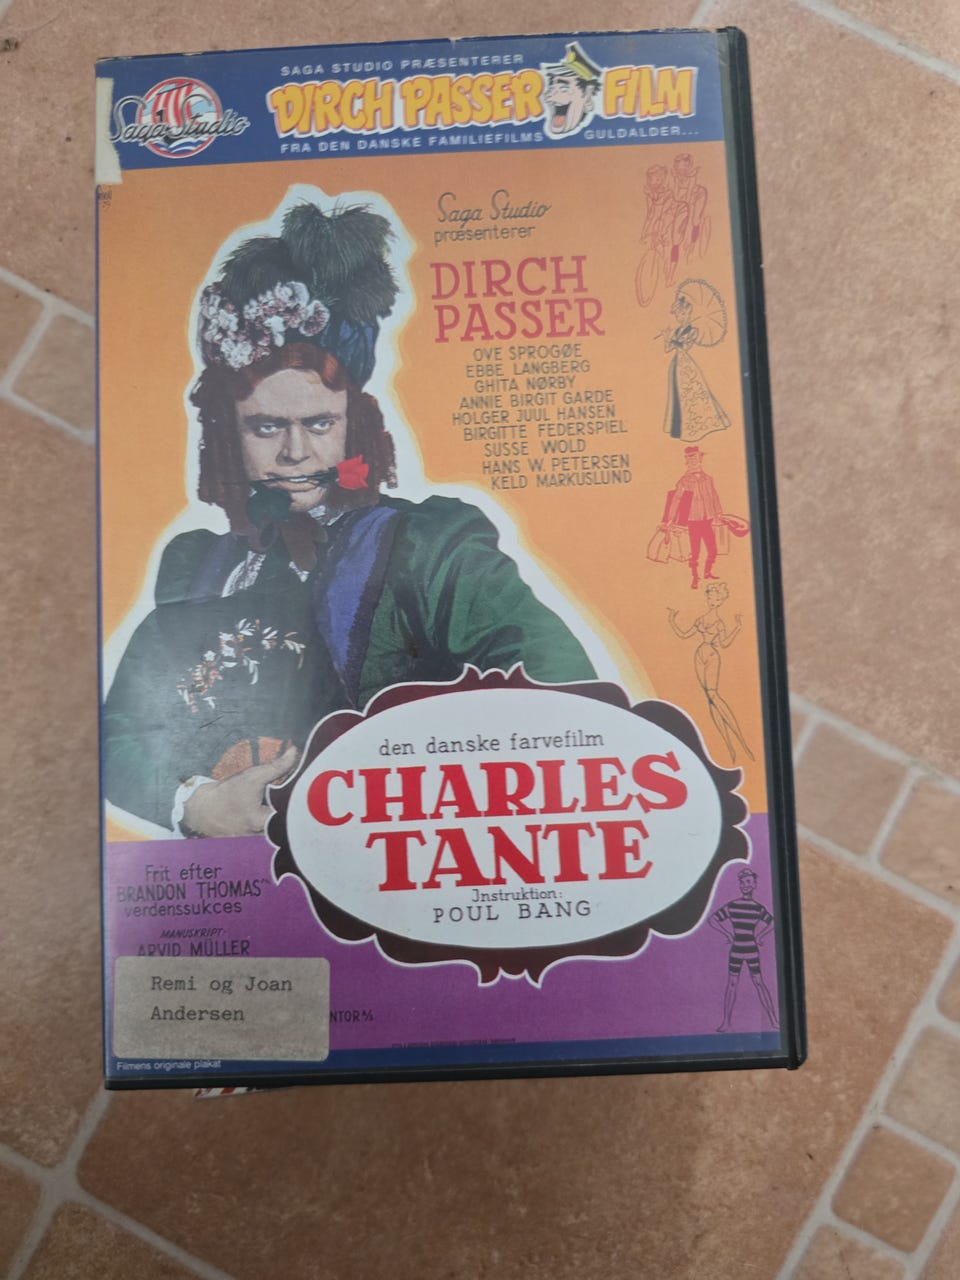 SAGA STUDIO PRÆSENTERER
Saga Studio
DIRCH PASSER FILM
FRA DEN DANSKE FAMILIEFILMS GULDALDER...
Saga Studio
præsenterer
DIRCH
PASSER
OVE SPROGØE
EBBE LANGBERG
GHITA NØRBY
ANNIE BIRGIT GARDE
HOLGER JUUL HANSEN
BIRGITTE FEDERSPIEL
SUSSE WOLD
HANS W. PETERSEN
KELD MARKUSLUND
den danske farvefilm
CHARLES
TANTE
Instruktion:
POUL BANG
Frit efter
BRANDON THOMAS'
verdenssukces
MANUSKRIPT:
ARVID MÜLLER
Remi og Joan
Andersen
NTOR A/S
Filmens originale plakat